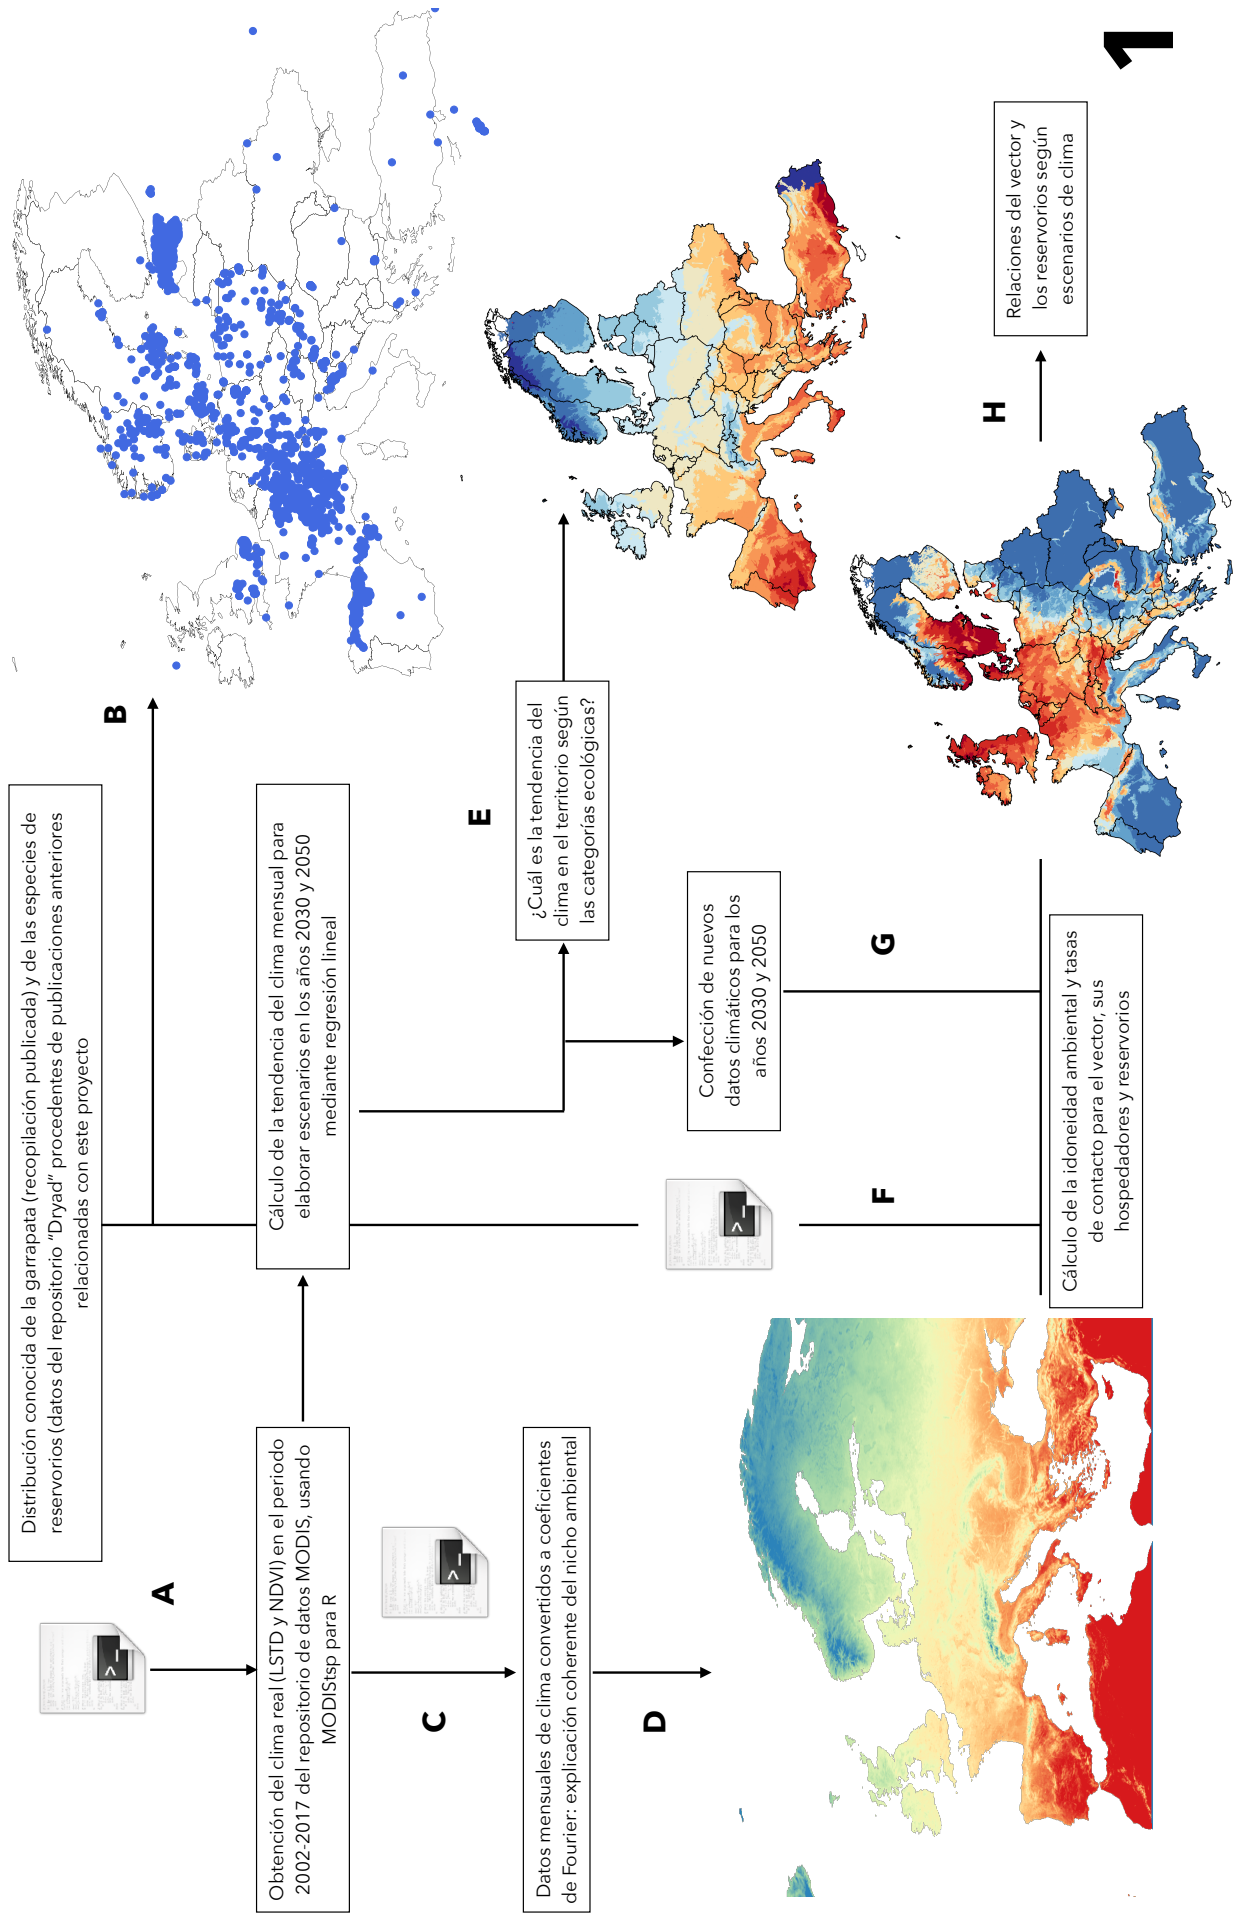 Distribución conocida de la garrapata (recopilación publicada) y de las especies de
reservorios (datos del repositorio “Dryad” procedentes de publicaciones anteriores
relacionadas con este proyecto
A
B
Obtención del clima real (LSTD y NDVI) en el periodo
2002-2017 del repositorio de datos MODIS, usando
MODIStsp para R
Cálculo de la tendencia del clima mensual para
elaborar escenarios en los años 2030 y 2050
mediante regresión lineal
C
E
Datos mensuales de clima convertidos a coeficientes
de Fourier: explicación coherente del nicho ambiental
¿Cuál es la tendencia del
clima en el territorio según
las categorías ecológicas?
D
Confección de nuevos
datos climáticos para los
años 2030 y 2050
F
G
Cálculo de la idoneidad ambiental y tasas
de contacto para el vector, sus
hospedadores y reservorios
H
Relaciones del vector y
los reservorios según
escenarios de clima
1
>_
>_
>_